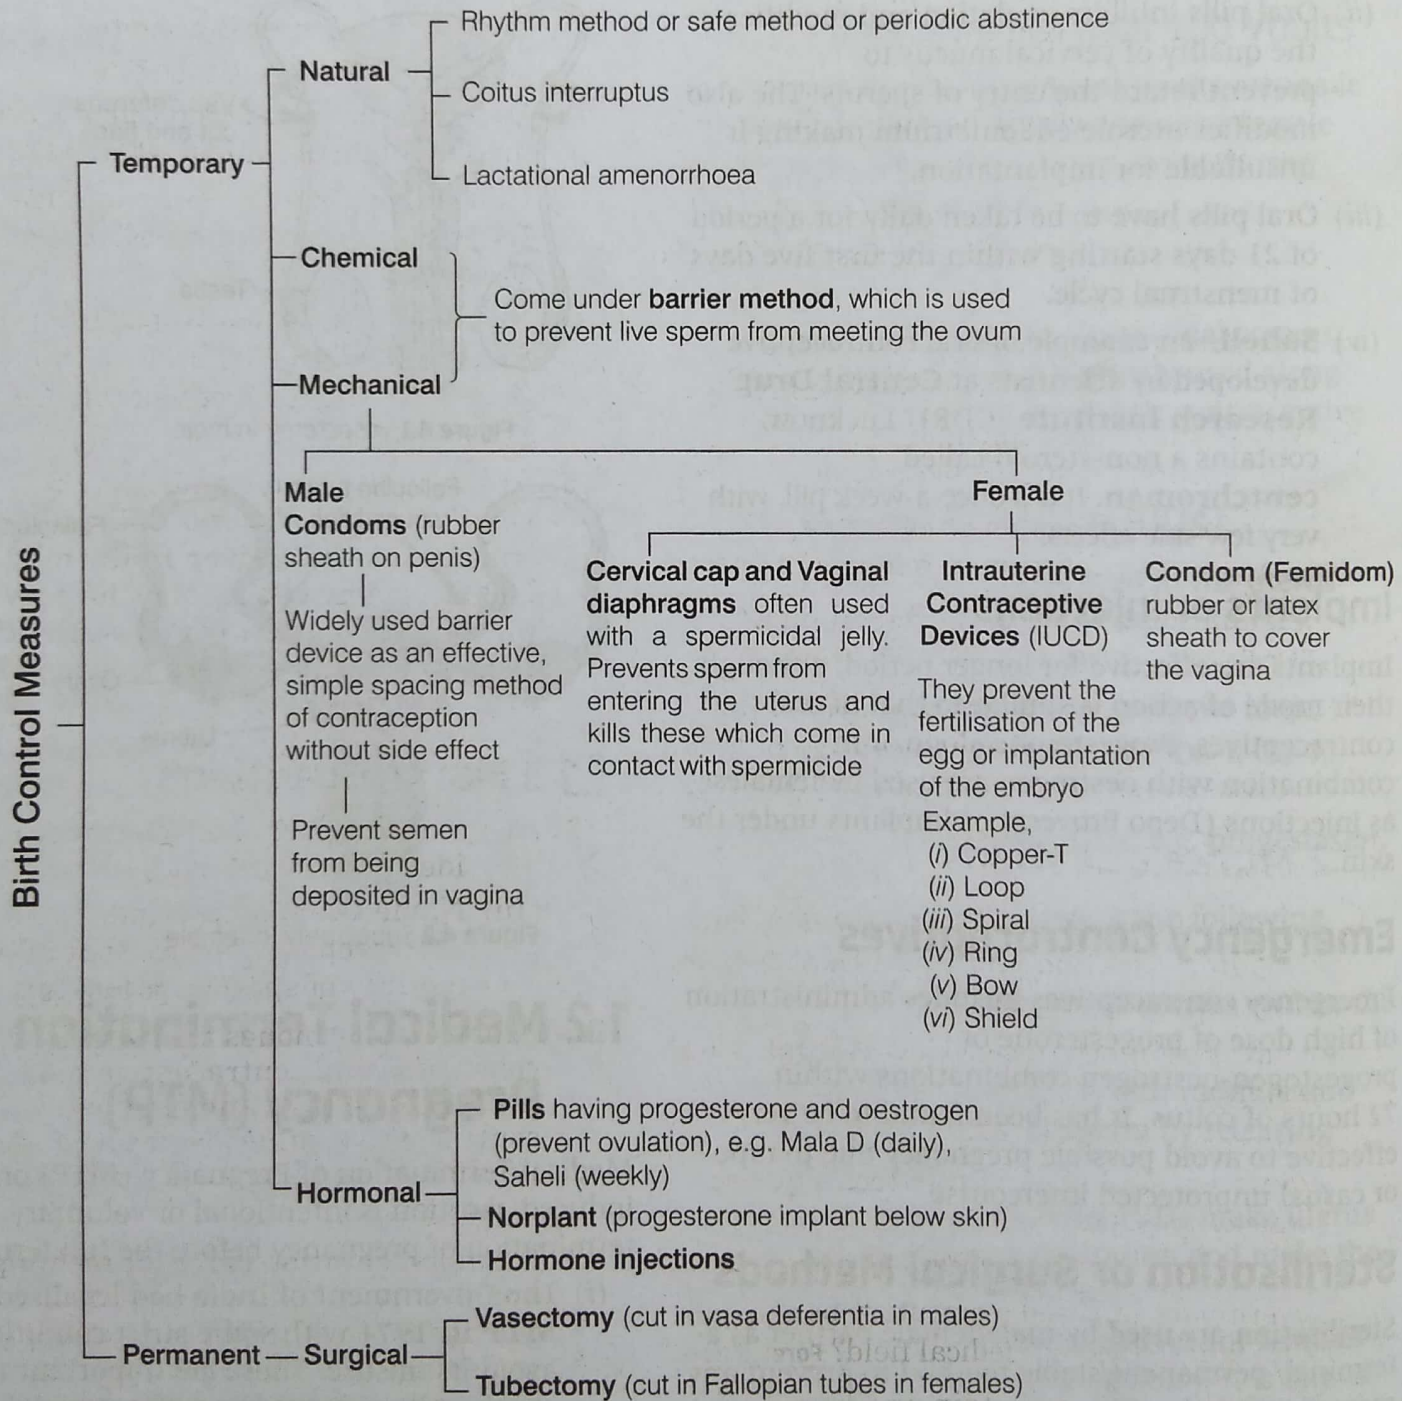 Birth Control Measures
Temporary
Natural
Rhythm method or safe method or periodic abstinence
Coitus interruptus
Lactational amenorrhoea
Chemical
Mechanical
Come under barrier method, which is used
to prevent live sperm from meeting the ovum
Male
Condoms (rubber
sheath on penis)
Widely used barrier
device as an effective,
simple spacing method
of contraception
without side effect
Prevent semen
from being
deposited in vagina
Female
Cervical cap and Vaginal
diaphragms often used
with a spermicidal jelly.
Prevents sperm from
entering the uterus and
kills these which come in
contact with spermicide
Intrauterine
Contraceptive
Devices (IUCD)
They prevent the
fertilisation of the
egg or implantation
of the embryo
Example,
(i) Copper-T
(ii) Loop
(iii) Spiral
(iv) Ring
(v) Bow
(vi) Shield
Condom (Femidom)
rubber or latex
sheath to cover
the vagina
Hormonal
Pills having progesterone and oestrogen
(prevent ovulation), e.g. Mala D (daily),
Saheli (weekly)
Norplant (progesterone implant below skin)
Hormone injections
Permanent
Surgical
Vasectomy (cut in vasa deferentia in males)
Tubectomy (cut in Fallopian tubes in females)